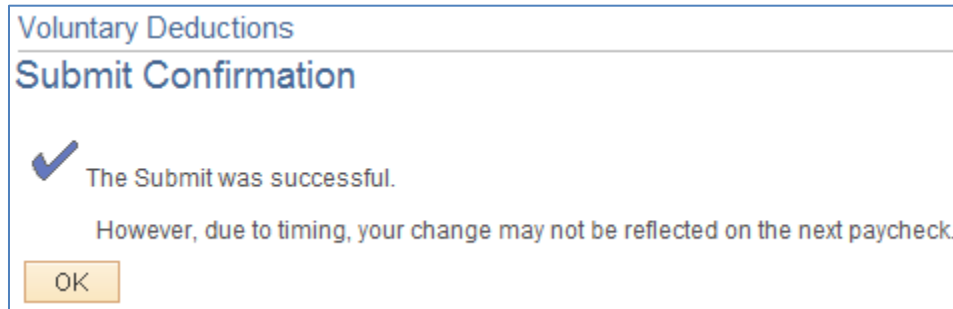 Voluntary Deductions
Submit Confirmation
The Submit was successful.
However, due to timing, your change may not be reflected on the next paycheck.
OK